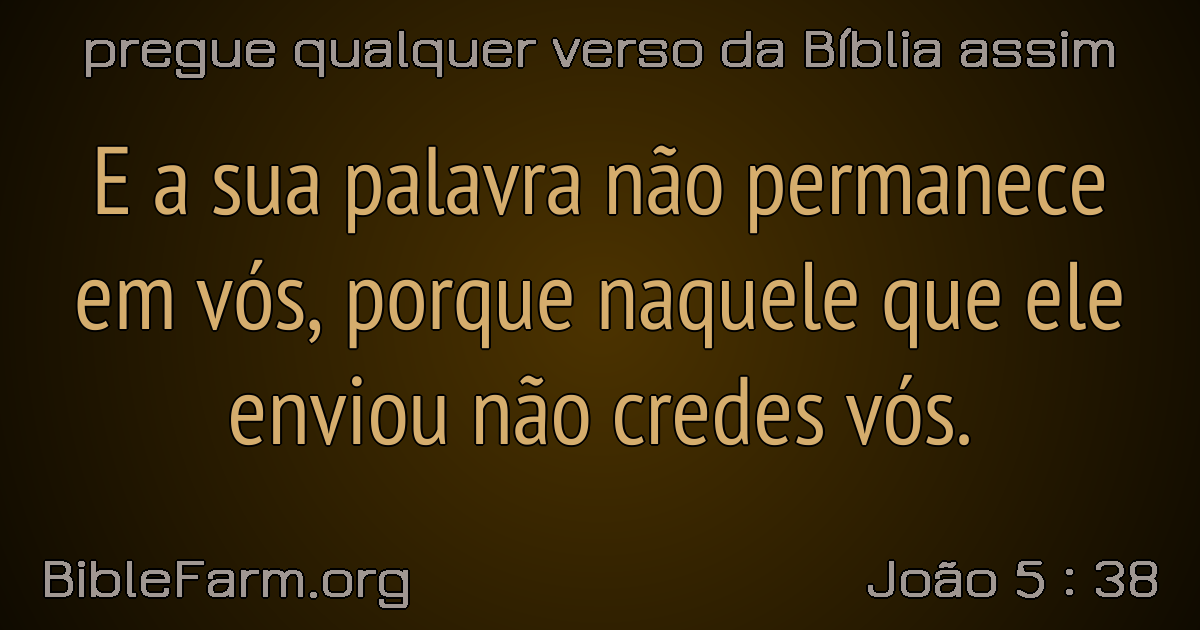 pregue qualquer verso da Bíblia assim
E a sua palavra não permanece
em vós, porque naquele que ele
enviou não credes vós.
BibleFarm.org
João 5 : 38